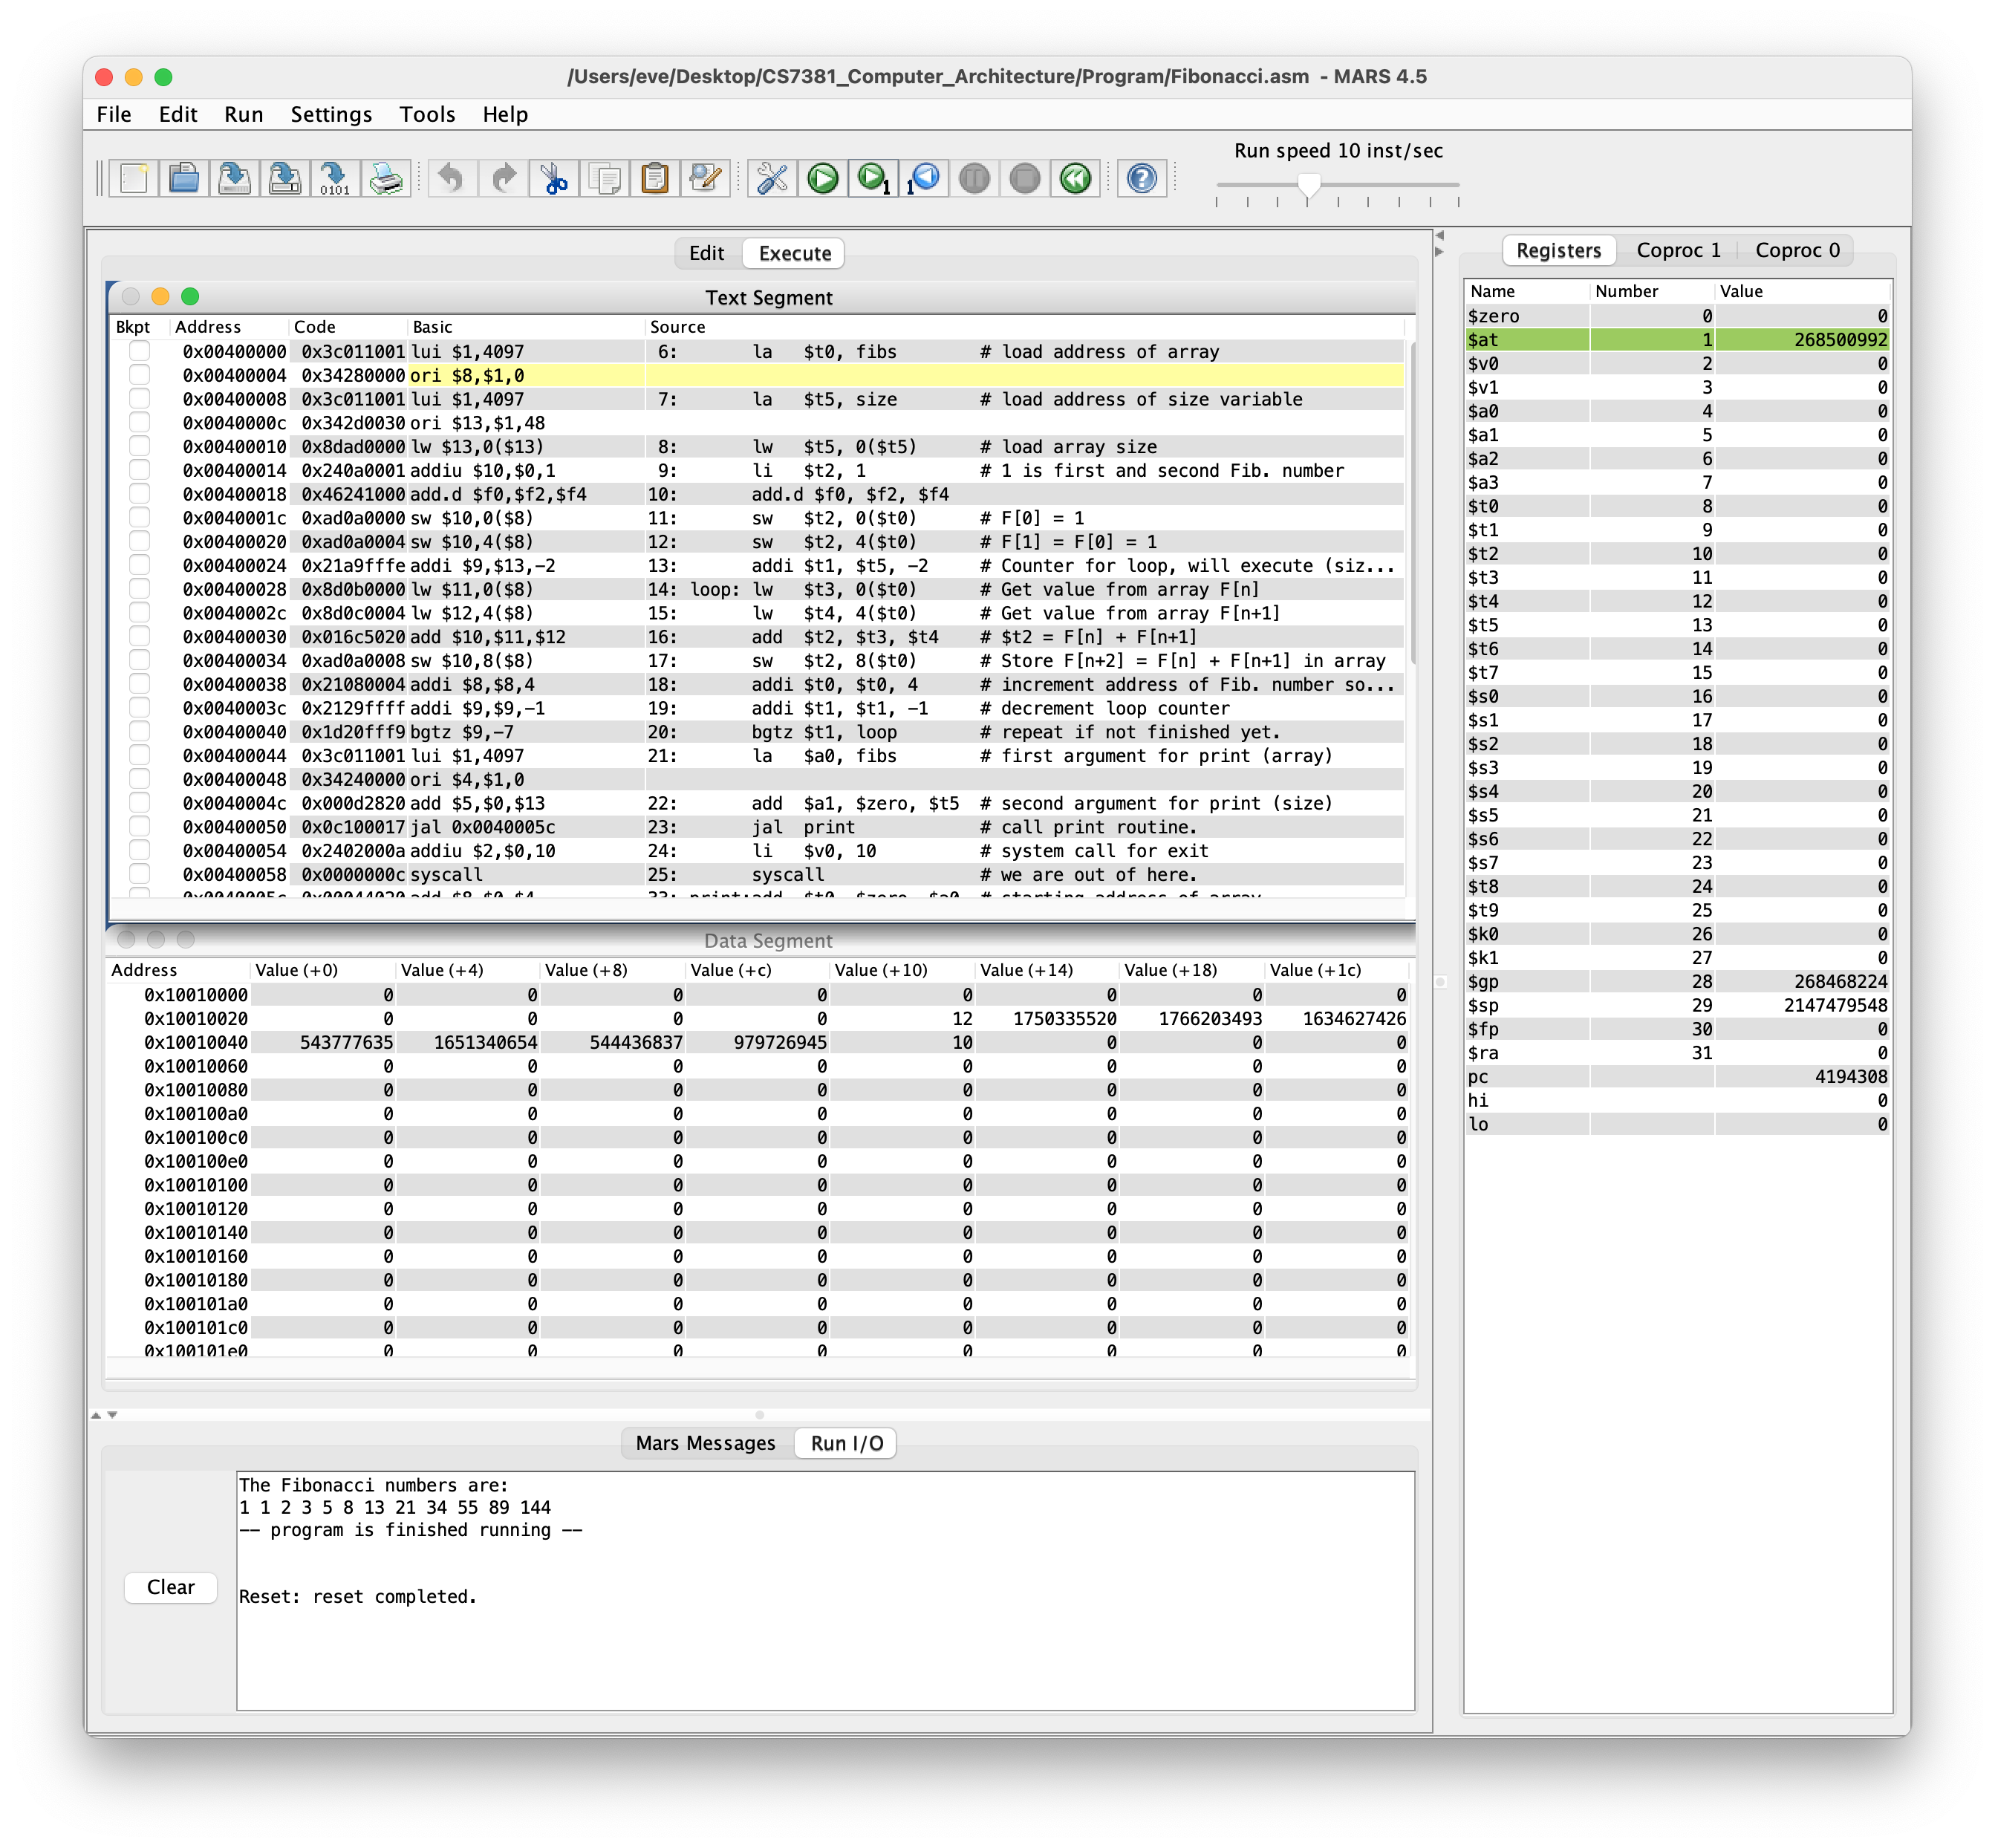 /Users/eve/Desktop/CS7381_Computer_Architecture/Program/Fibonacci.asm - MARS 4.5
File Edit Run Settings Tools Help
Run speed 10 inst/sec
0101 1 1
Edit Execute
Text Segment
Bkpt Address Code Basic Source
0x00400000 0x3c011001 lui $1,4097 6: la $t0, fibs # load address of array
0x00400004 0x34280000 ori $8,$1,0
0x00400008 0x3c011001 lui $1,4097 7: la $t5, size # load address of size variable
0x0040000c 0x342d0030 ori $13,$1,48
0x00400010 0x8dad0000 lw $13,0($13) 8: lw $t5, 0($t5) # load array size
0x00400014 0x240a0001 addiu $10,$0,1 9: li $t2, 1 # 1 is first and second Fib. number
0x00400018 0x46241000 add.d $f0,$f2,$f4 10: add.d $f0, $f2, $f4
0x0040001c 0xad0a0000 sw $10,0($8) 11: sw $t2, 0($t0) # F[0] = 1
0x00400020 0xad0a0004 sw $10,4($8) 12: sw $t2, 4($t0) # F[1] = F[0] = 1
0x00400024 0x21a9fffe addi $9,$13,-2 13: addi $t1, $t5, -2 # Counter for loop, will execute (siz...
0x00400028 0x8d0b0000 lw $11,0($8) 14: loop: lw $t3, 0($t0) # Get value from array F[n]
0x0040002c 0x8d0c0004 lw $12,4($8) 15: lw $t4, 4($t0) # Get value from array F[n+1]
0x00400030 0x016c5020 add $10,$11,$12 16: add $t2, $t3, $t4 # $t2 = F[n] + F[n+1]
0x00400034 0xad0a0008 sw $10,8($8) 17: sw $t2, 8($t0) # Store F[n+2] = F[n] + F[n+1] in array
0x00400038 0x21080004 addi $8,$8,4 18: addi $t0, $t0, 4 # increment address of Fib. number so...
0x0040003c 0x2129ffff addi $9,$9,-1 19: addi $t1, $t1, -1 # decrement loop counter
0x00400040 0x1d20fff9 bgtz $9,-7 20: bgtz $t1, loop # repeat if not finished yet.
0x00400044 0x3c011001 lui $1,4097 21: la $a0, fibs # first argument for print (array)
0x00400048 0x34240000 ori $4,$1,0
0x0040004c 0x000d2820 add $5,$0,$13 22: add $a1, $zero, $t5 # second argument for print (size)
0x00400050 0x0c100017 jal 0x0040005c 23: jal print # call print routine.
0x00400054 0x2402000a addiu $2,$0,10 24: li $v0, 10 # system call for exit
0x00400058 0x0000000c syscall 25: syscall # we are out of here.
Data Segment
Address Value (+0) Value (+4) Value (+8) Value (+c) Value (+10) Value (+14) Value (+18) Value (+1c)
0x10010000 0 0 0 0 0 0 0 0
0x10010020 0 0 0 0 12 1750335520 1766203493 1634627426
0x10010040 543777635 1651340654 544436837 979726945 10 0 0 0
0x10010060 0 0 0 0 0 0 0 0
0x10010080 0 0 0 0 0 0 0 0
0x100100a0 0 0 0 0 0 0 0 0
0x100100c0 0 0 0 0 0 0 0 0
0x100100e0 0 0 0 0 0 0 0 0
0x10010100 0 0 0 0 0 0 0 0
0x10010120 0 0 0 0 0 0 0 0
0x10010140 0 0 0 0 0 0 0 0
0x10010160 0 0 0 0 0 0 0 0
0x10010180 0 0 0 0 0 0 0 0
0x100101a0 0 0 0 0 0 0 0 0
0x100101c0 0 0 0 0 0 0 0 0
0x100101e0 0 0 0 0 0 0 0 0
Mars Messages Run I/O
The Fibonacci numbers are:
1 1 2 3 5 8 13 21 34 55 89 144
-- program is finished running --
Reset: reset completed.
Clear
Registers Coproc 1 Coproc 0
Name Number Value
$zero 0 0
$at 1 268500992
$v0 2 0
$v1 3 0
$a0 4 0
$a1 5 0
$a2 6 0
$a3 7 0
$t0 8 0
$t1 9 0
$t2 10 0
$t3 11 0
$t4 12 0
$t5 13 0
$t6 14 0
$t7 15 0
$s0 16 0
$s1 17 0
$s2 18 0
$s3 19 0
$s4 20 0
$s5 21 0
$s6 22 0
$s7 23 0
$t8 24 0
$t9 25 0
$k0 26 0
$k1 27 0
$gp 28 268468224
$sp 29 2147479548
$fp 30 0
$ra 31 0
pc 4194308
hi 0
lo 0